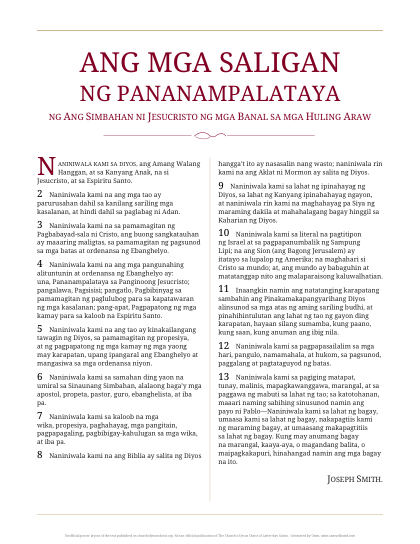 ANG MGA SALIGAN
NG PANANAMPALATAYA
NG ANG SIMBAHAN NI JESUCRISTO NG MGA BANAL SA MGA HULING ARAW
NANINIWALA KAMI SA DIYOS, ang Amang Walang
Hanggan, at sa Kanyang Anak, na si
Jesucristo, at sa Espiritu Santo.
2 Naniniwala kami na ang mga tao ay
parurusahan dahil sa kanilang sariling mga
kasalanan, at hindi dahil sa paglabag ni Adan.
3 Naniniwala kami na sa pamamagitan ng
Pagbabayad-sala ni Cristo, ang buong sangkatauhan
ay maaaring maligtas, sa pamamagitan ng pagsunod
sa mga batas at ordenansa ng Ebanghelyo.
4 Naniniwala kami na ang mga pangunahing
alituntunin at ordenansa ng Ebanghelyo ay:
una, Pananampalataya sa Panginoong Jesucristo;
pangalawa, Pagsisisi; pangatlo, Pagbibinyag sa
pamamagitan ng paglulubog para sa kapatawaran
ng mga kasalanan; pang-apat, Pagpapatong ng mga
kamay para sa kaloob na Espiritu Santo.
5 Naniniwala kami na ang tao ay kinakailangang
tawagin ng Diyos, sa pamamagitan ng propesiya,
at ng pagpapatong ng mga kamay ng mga yaong
may karapatan, upang ipangaral ang Ebanghelyo at
mangasiwa sa mga ordenansa niyon.
6 Naniniwala kami sa samahan ding yaon na
umiral sa Sinaunang Simbahan, alalaong baga'y mga
apostol, propeta, pastor, guro, ebanghelista, at iba
pa.
7 Naniniwala kami sa kaloob na mga
wika, propesiya, paghahayag, mga pangitain,
pagpapagaling, pagbibigay-kahulugan sa mga wika,
at iba pa.
8 Naniniwala kami na ang Biblia ay salita ng Diyos
hangga't ito ay nasasalin nang wasto; naniniwala rin
kami na ang Aklat ni Mormon ay salita ng Diyos.
9 Naniniwala kami sa lahat ng ipinahayag ng
Diyos, sa lahat ng Kanyang ipinahahayag ngayon,
at naniniwala rin kami na maghahayag pa Siya ng
maraming dakila at mahahalagang bagay hinggil sa
Kaharian ng Diyos.
10 Naniniwala kami sa literal na pagtitipon
ng Israel at sa pagpapanumbalik ng Sampung
Lipi; na ang Sion (ang Bagong Jerusalem) ay
itatayo sa lupalop ng Amerika; na maghahari si
Cristo sa mundo; at, ang mundo ay babaguhin at
matatanggap nito ang malaparaisong kaluwalhatian.
11 Inaangkin namin ang natatanging karapatang
sambahin ang Pinakamakapangyarihang Diyos
alinsunod sa mga atas ng aming sariling budhi, at
pinahihintulutan ang lahat ng tao ng gayon ding
karapatan, hayaan silang sumamba, kung paano,
kung saan, kung anuman ang ibig nila.
12 Naniniwala kami sa pagpapasailalim sa mga
hari, pangulo, namamahala, at hukom, sa pagsunod,
paggalang at pagtataguyod ng batas.
13 Naniniwala kami sa pagiging matapat,
tunay, malinis, mapagkawanggawa, marangal, at sa
paggawa ng mabuti sa lahat ng tao; sa katotohanan,
maaari naming sabihing sinusunod namin ang
payo ni Pablo—Naniniwala kami sa lahat ng bagay,
umaasa kami sa lahat ng bagay, nakapagtiis kami
ng maraming bagay, at umaasang makapagtitiis
sa lahat ng bagay. Kung may anumang bagay
na marangal, kaaya-aya, o magandang balita, o
maipagkakapuri, hinahangad namin ang mga bagay
na ito.
JOSEPH SMITH.